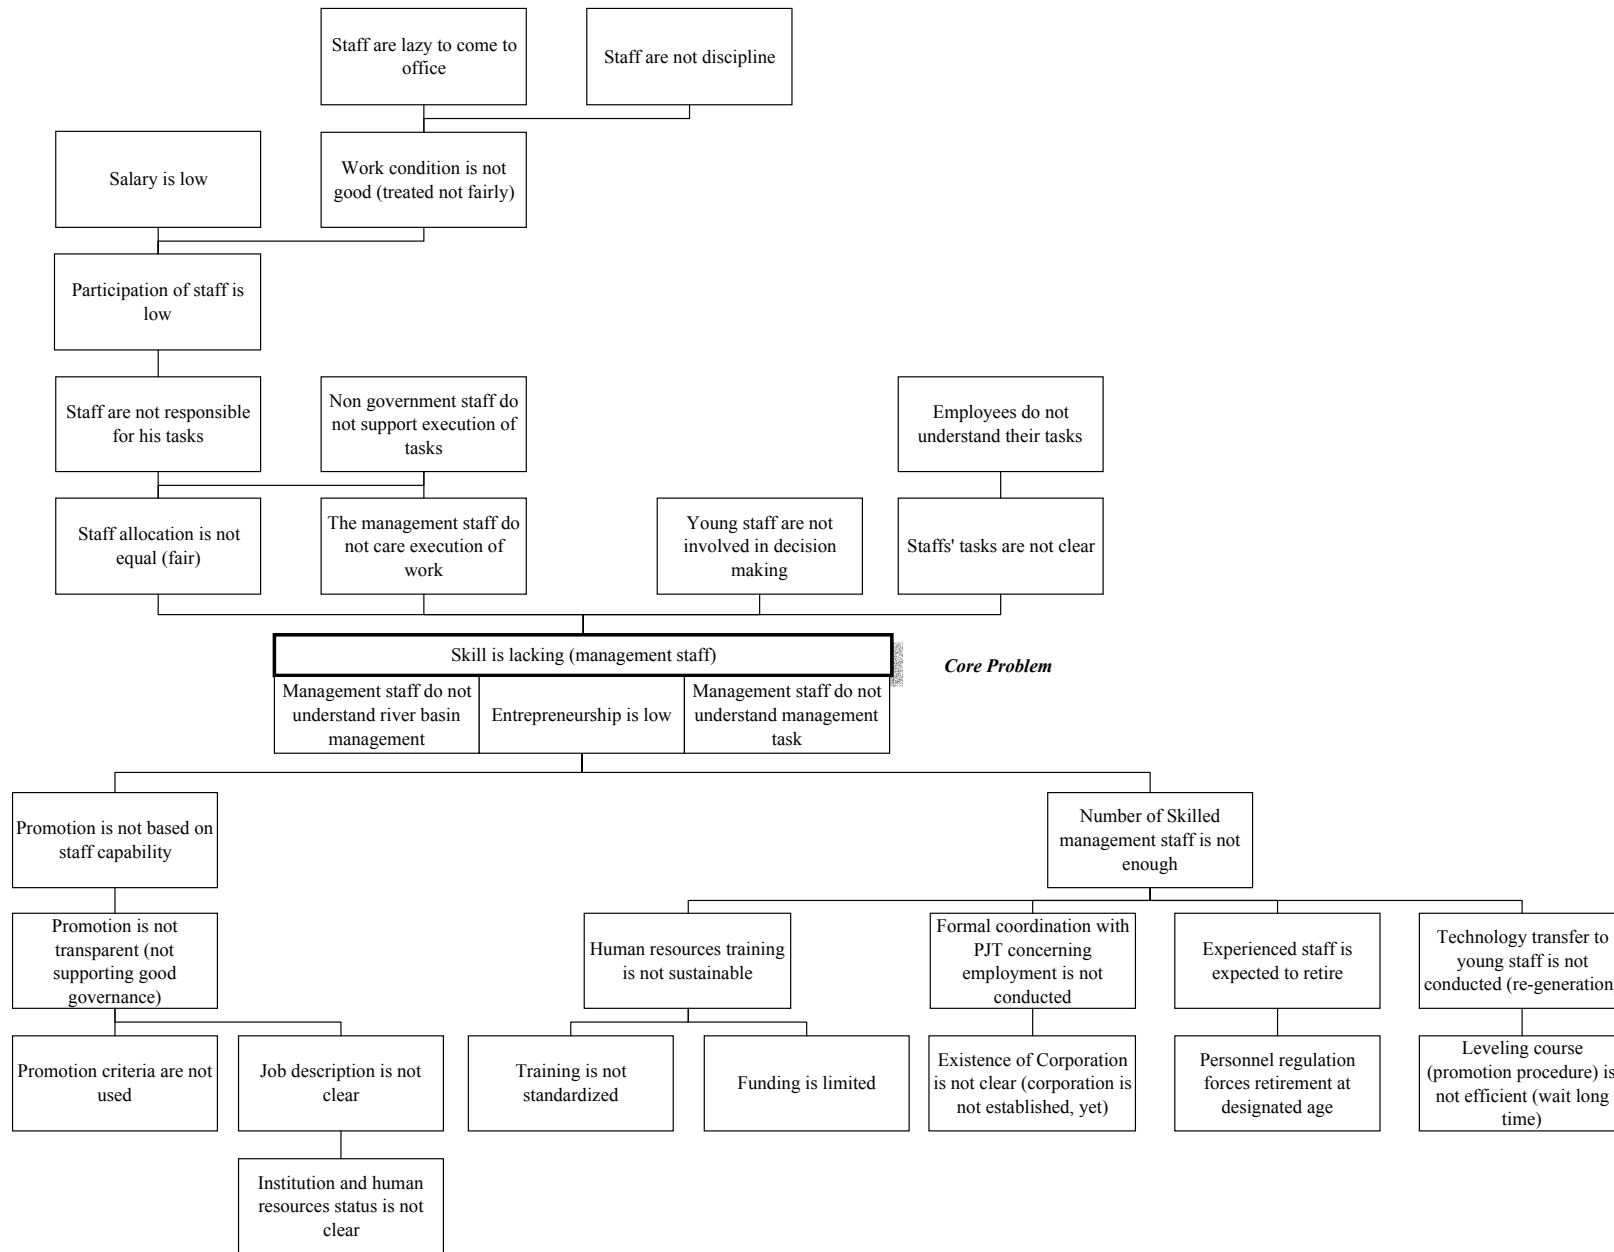 Staff are lazy to come to
office
Staff are not discipline
Salary is low
Work condition is not
good (treated not fairly)
Participation of staff is
low
Staff are not responsible
for his tasks
Non government staff do
not support execution of
tasks
Employees do not
understand their tasks
Staff allocation is not
equal (fair)
The management staff do
not care execution of
work
Young staff are not
involved in decision
making
Staffs' tasks are not clear
Skill is lacking (management staff)
Core Problem
Management staff do not
understand river basin
management
Entrepreneurship is low
Management staff do not
understand management
task
Promotion is not based on
staff capability
Number of Skilled
management staff is not
enough
Promotion is not
transparent (not
supporting good
governance)
Human resources training
is not sustainable
Formal coordination with
PJT concerning
employment is not
conducted
Experienced staff is
expected to retire
Technology transfer to
young staff is not
conducted (re-generation
Promotion criteria are not
used
Job description is not
clear
Training is not
standardized
Funding is limited
Existence of Corporation
is not clear (corporation is
not established, yet)
Personnel regulation
forces retirement at
designated age
Leveling course
(promotion procedure) is
not efficient (wait long
time)
Institution and human
resources status is not
clear